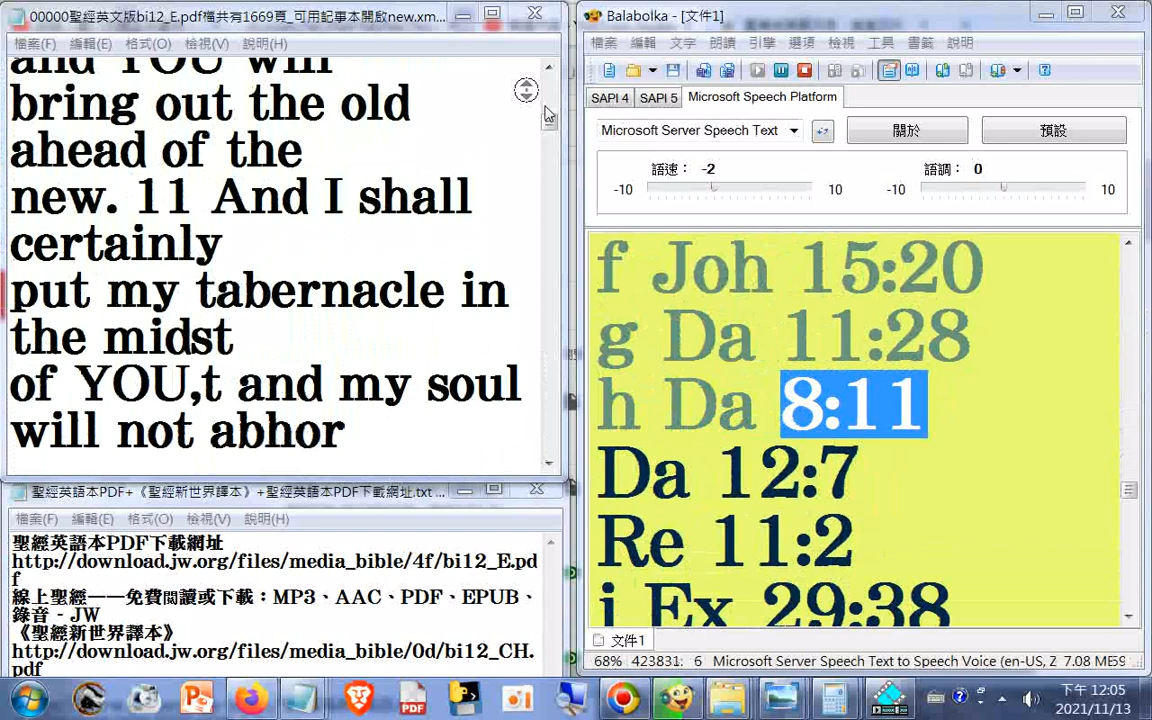 00000聖經英文版bi12_E.pdf檔共有1669頁_可用記事本開啟new.xm...
檔案(F) 編輯(E) 格式(O) 檢視(V) 說明(H)
and YOU will
bring out the old
ahead of the
new. 11 And I shall
certainly
put my tabernacle in
the midst
of YOU,t and my soul
will not abhor
聖經英語本PDF+《聖經新世界譯本》+聖經英語本PDF下載網址.txt ...
檔案(F) 編輯(E) 格式(O) 檢視(V) 說明(H)
聖經英語本PDF下載網址
http://download.jw.org/files/media_bible/4f/bi12_E.pd
f
線上聖經——免費閱讀或下載：MP3、AAC、PDF、EPUB、
錄音 - JW
《聖經新世界譯本》
http://download.jw.org/files/media_bible/0d/bi12_CH.
pdf
Balabolka - [文件1]
檔案 編輯 文字 朗讀 引擎 選項 檢視 工具 書籤 說明
SAPI 4 SAPI 5 Microsoft Speech Platform
Microsoft Server Speech Text 關於 預設
語速： -2 語調： 0
-10 10 -10 10
f Joh 15:20
g Da 11:28
h Da 8:11
Da 12:7
Re 11:2
i Ex 29:38
文件1
68% 423831: 6 Microsoft Server Speech Text to Speech Voice (en-US, Z 7.08 ME59
PDF
下午 12:05
2021/11/13